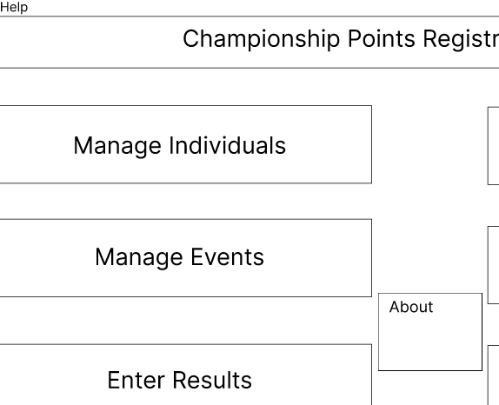 Help
Championship Points Registr
Manage Individuals
Manage Events
About
Enter Results